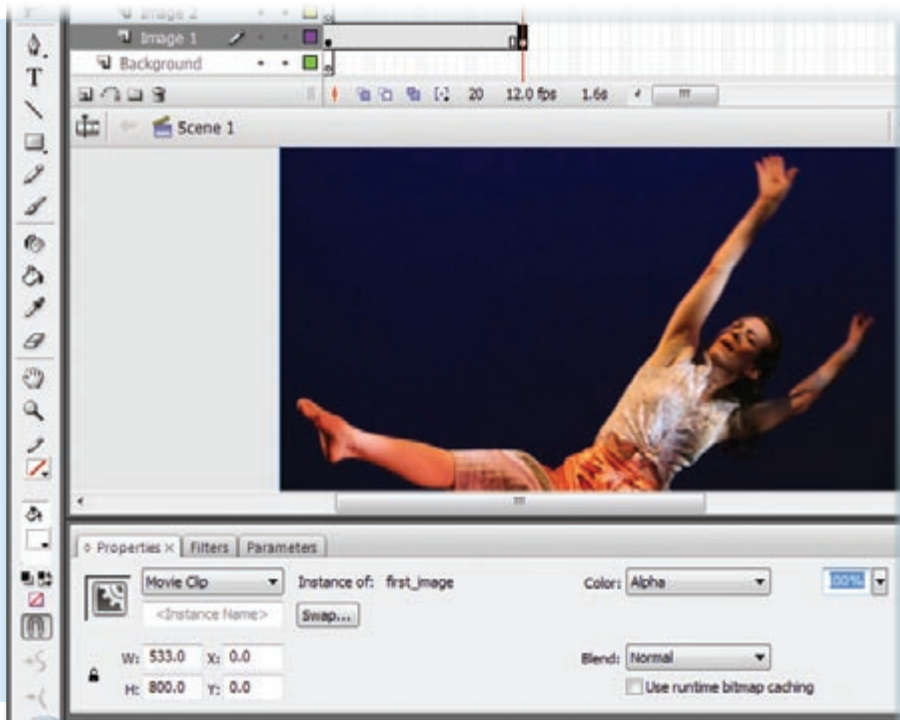 Image 2
Image 1
Background
20 12.0 fps 1.6s
Scene 1
T
Properties × Filters Parameters
Movie Clip Instance of: first_image Color: Alpha 100%
<Instance Name> Swap...
W: 533.0 X: 0.0 Blend: Normal
H: 800.0 Y: 0.0 Use runtime bitmap caching